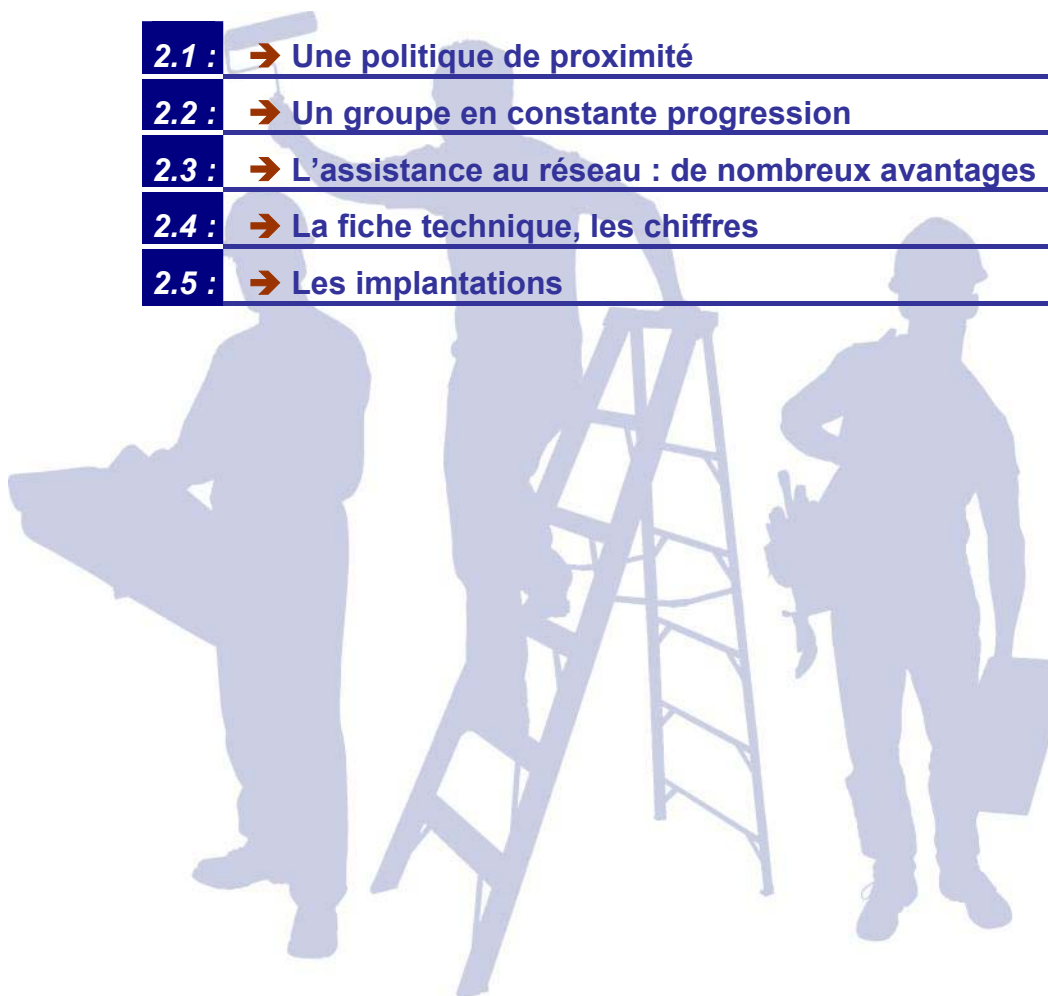 2.1 : ➔ Une politique de proximité
2.2 : ➔ Un groupe en constante progression
2.3 : ➔ L’assistance au réseau : de nombreux avantages
2.4 : ➔ La fiche technique, les chiffres
2.5 : ➔ Les implantations